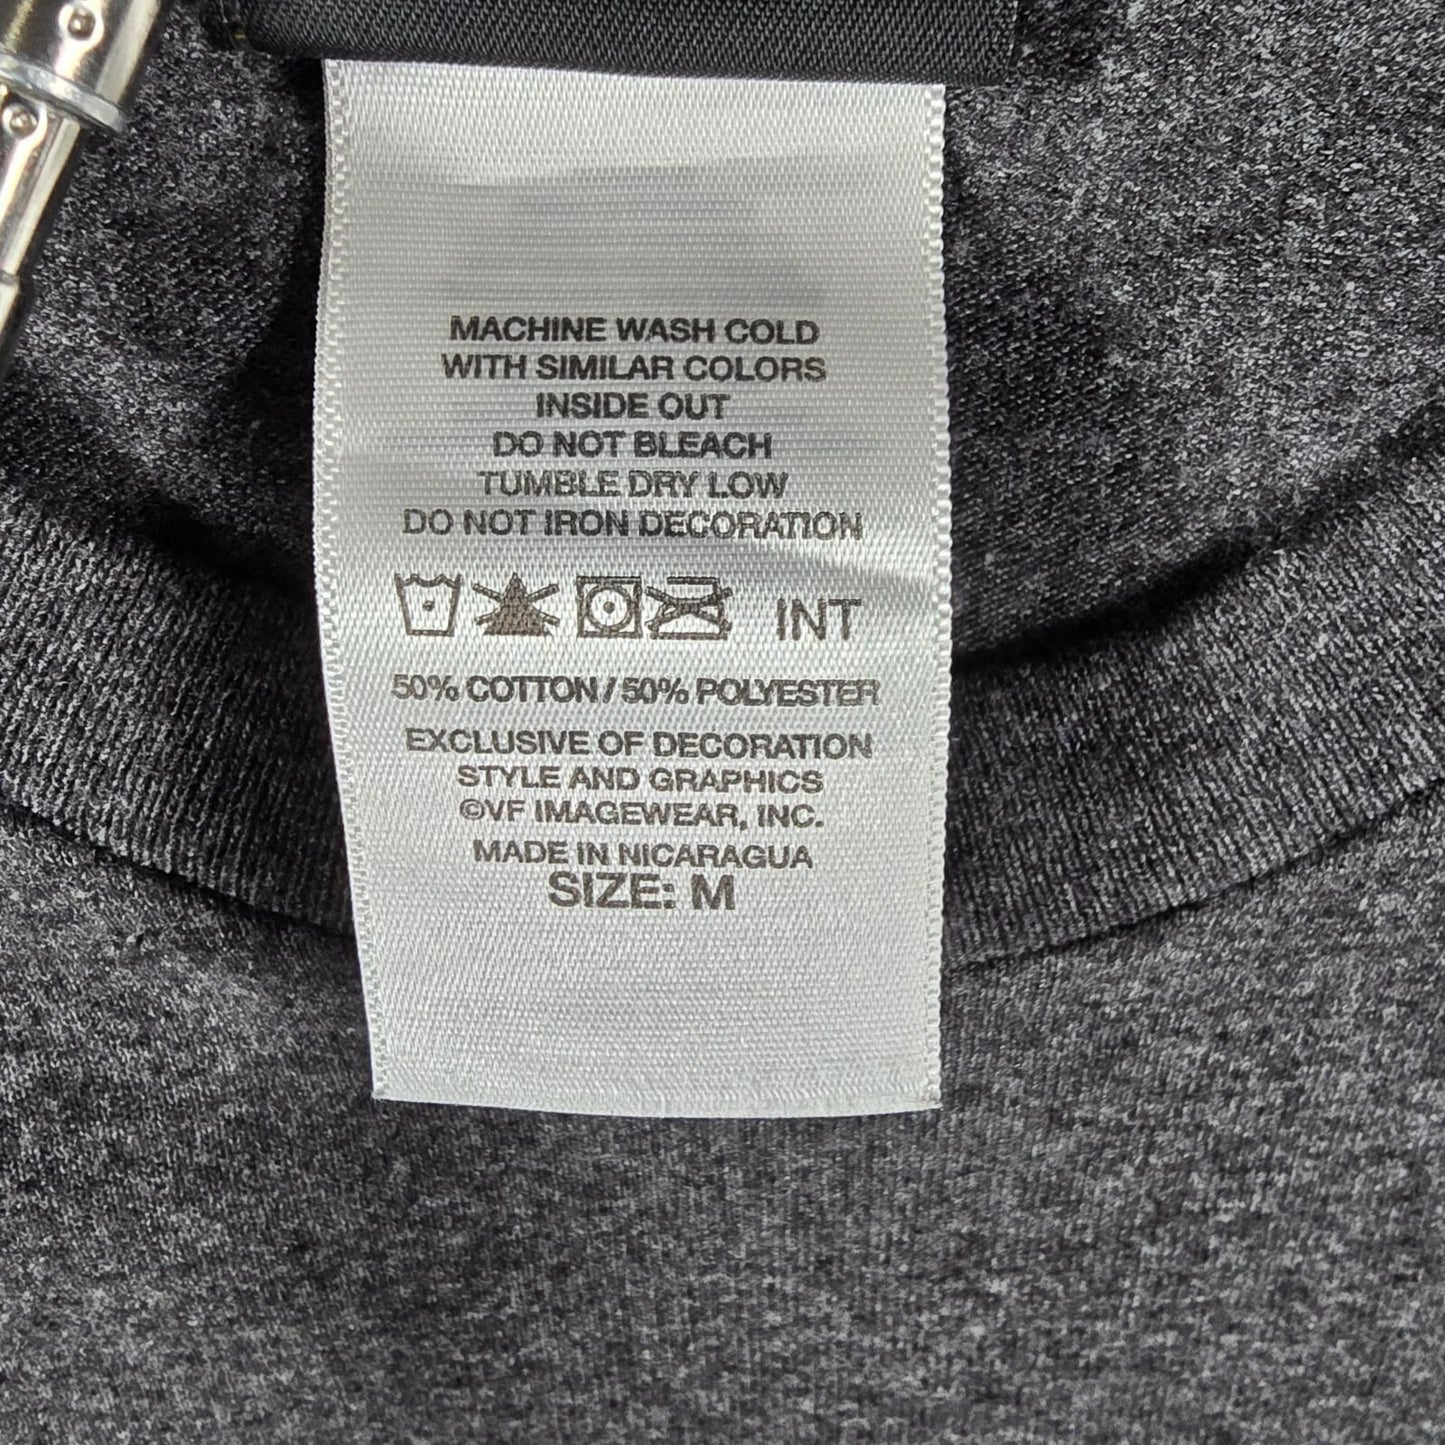 MACHINE WASH COLD
WITH SIMILAR COLORS
INSIDE OUT
DO NOT BLEACH
TUMBLE DRY LOW
DO NOT IRON DECORATION
INT
50% COTTON / 50% POLYESTER
EXCLUSIVE OF DECORATION
STYLE AND GRAPHICS
©VF IMAGEWEAR, INC.
MADE IN NICARAGUA
SIZE: M